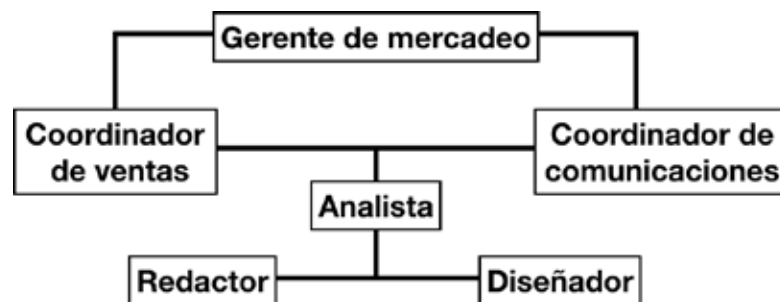 Gerente de mercadeo
Coordinador
de ventas
Coordinador de
comunicaciones
Analista
Redactor
Diseñador